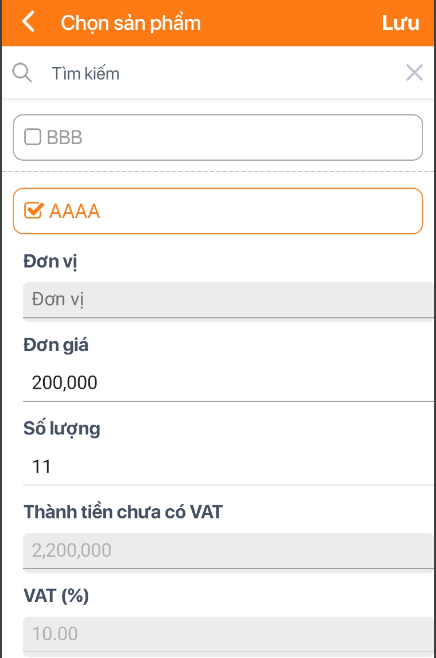 Chọn sản phẩm
Lưu
Tìm kiếm
BBB
AAAA
Đơn vị
Đơn vị
Đơn giá
200,000
Số lượng
11
Thành tiền chưa có VAT
2,200,000
VAT (%)
10.00